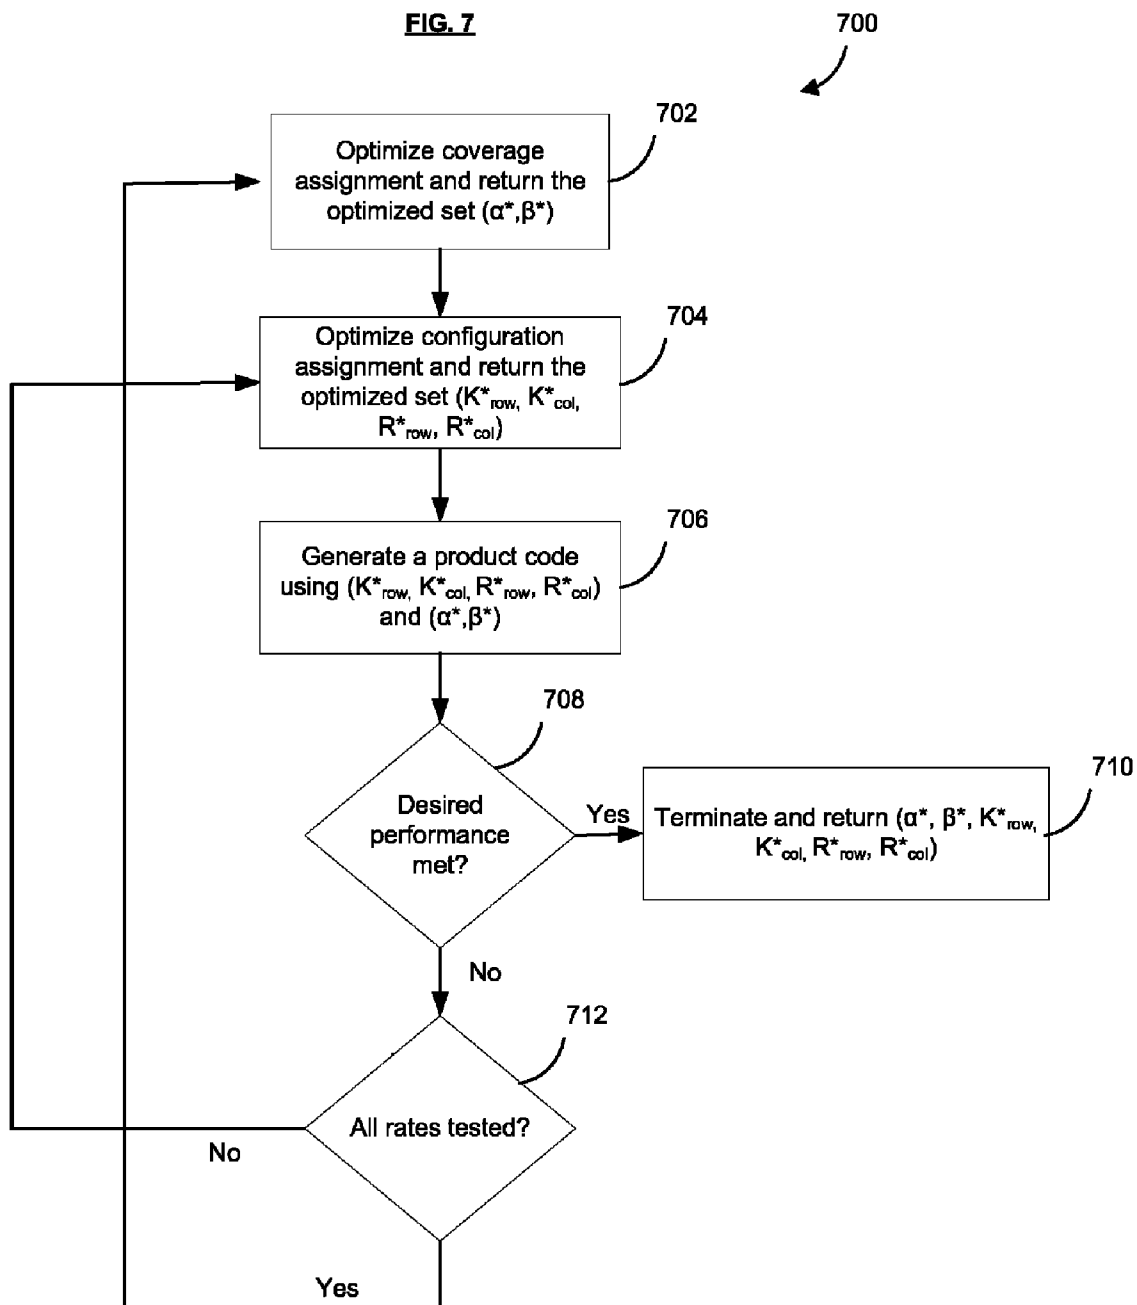 FIG. 7
700
702
Optimize coverage
assignment and return the
optimized set (α*,β*)
704
Optimize configuration
assignment and return the
optimized set (K*row, K*col,
R*row, R*col)
706
Generate a product code
using (K*row, K*col, R*row, R*col)
and (α*,β*)
708
Desired
performance
met?
Yes
710
Terminate and return (α*, β*, K*row,
K*col, R*row, R*col)
No
712
All rates tested?
No
Yes